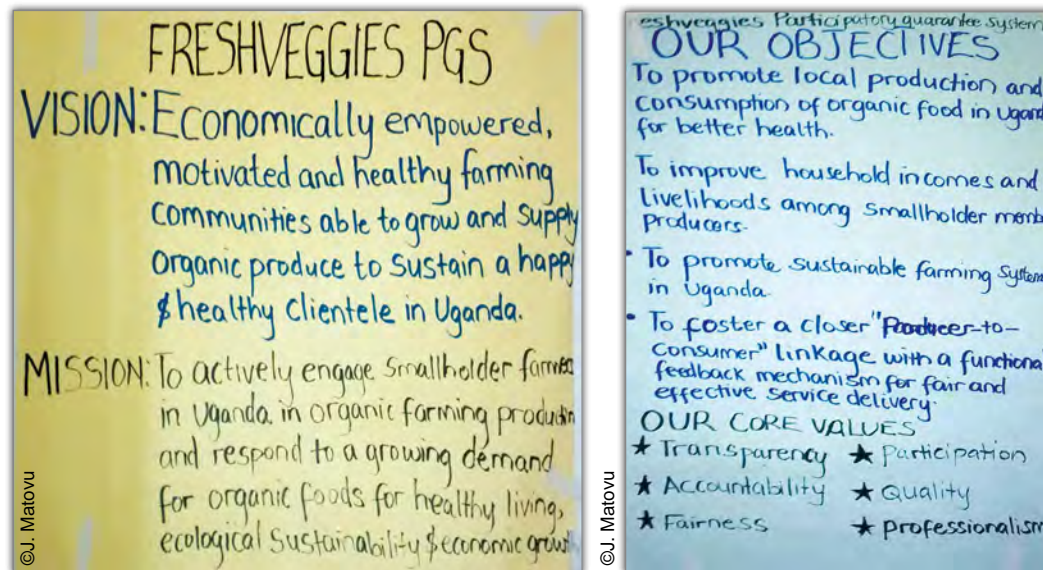 FRESHVEGGIES PGS
VISION: Economically empowered,
motivated and healthy farming
communities able to grow and supply
Organic produce to sustain a happy
$ healthy clientele in Uganda.
MISSION: To actively engage smallholder farmers
in Uganda in organic farming production
and respond to a growing demand
for organic foods for healthy living,
ecological sustainability $ economic growth
©J. Matovu
eshveggies Participatory guarantee system
OUR OBJECTIVES
To promote local production and
consumption of organic food in Ugand
for better health.
To improve household incomes and
Livelihoods among smallholder memb
producers.
• To promote sustainable farming system
in Uganda.
• To foster a closer "Producer-to-
Consumer" linkage with a functiona
feedback mechanism for fair and
effective service delivery.
OUR CORE VALUES
★ Transparency ★ Participation
★ Accountability ★ Quality
★ Fairness ★ professionalism
©J. Matovu